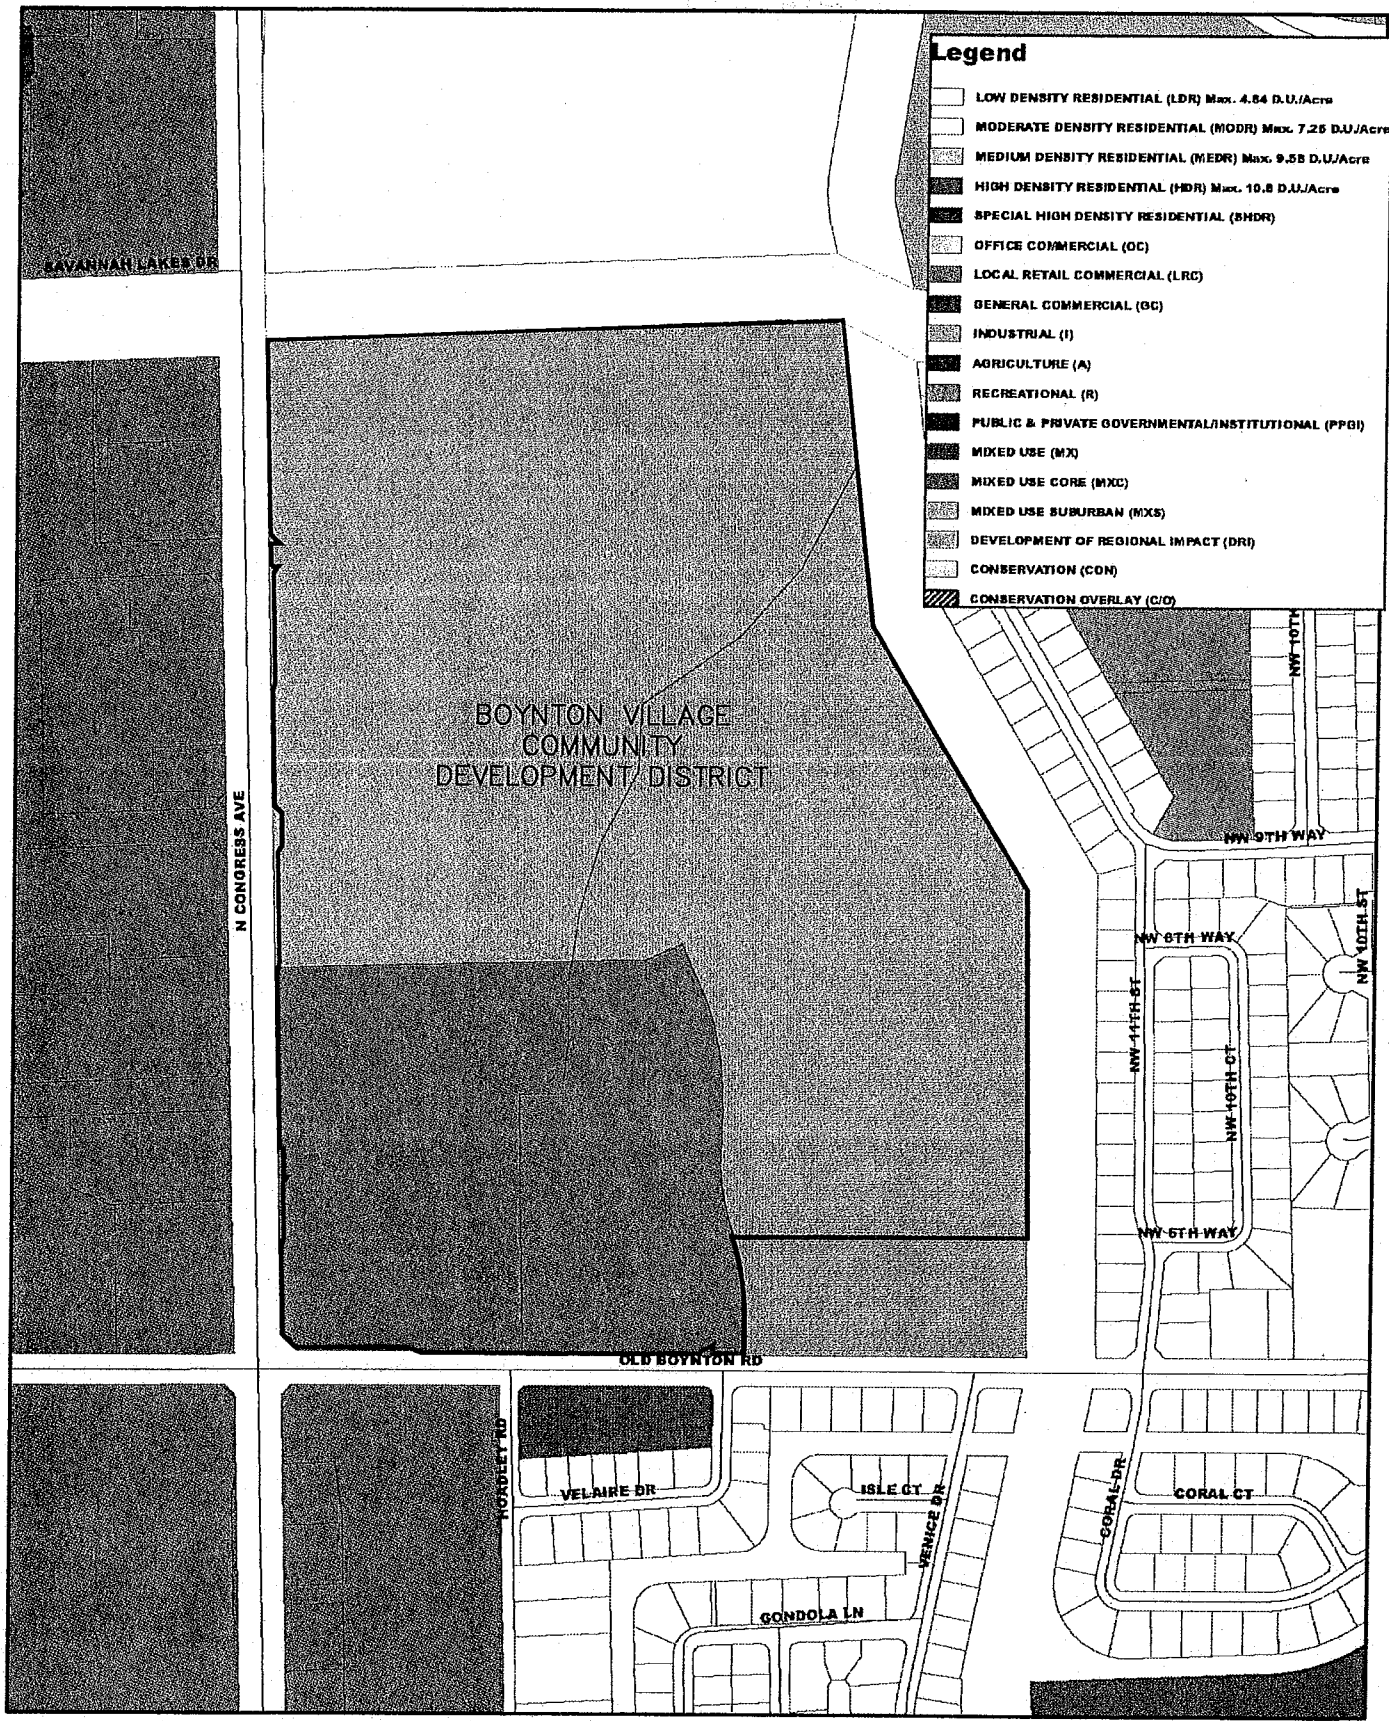 Legend
LOW DENSITY RESIDENTIAL (LDR) Max. 4.84 D.U./Acre
MODERATE DENSITY RESIDENTIAL (MODR) Max. 7.26 D.U./Acre
MEDIUM DENSITY RESIDENTIAL (MEDR) Max. 9.58 D.U./Acre
HIGH DENSITY RESIDENTIAL (HDR) Max. 10.8 D.U./Acre
SPECIAL HIGH DENSITY RESIDENTIAL (SHDR)
OFFICE COMMERCIAL (OC)
LOCAL RETAIL COMMERCIAL (LRC)
GENERAL COMMERCIAL (GC)
INDUSTRIAL (I)
AGRICULTURE (A)
RECREATIONAL (R)
PUBLIC & PRIVATE GOVERNMENTAL/INSTITUTIONAL (PPGI)
MIXED USE (MX)
MIXED USE CORE (MXC)
MIXED USE SUBURBAN (MXS)
DEVELOPMENT OF REGIONAL IMPACT (DRI)
CONSERVATION (CON)
CONSERVATION OVERLAY (C/O)
SAVANNAH LAKES DR
NW 10TH
BOYNTON VILLAGE
COMMUNITY
DEVELOPMENT DISTRICT
N CONGRESS AVE
NW 9TH WAY
NW 10TH ST
NW 8TH WAY
NW 11TH ST
NW 10TH CT
NW 6TH WAY
OLD BOYNTON RD
HOADLEY RD
VELAIRE DR
ISLE CT
VENICE DR
CORAL DR
CORAL CT
GONDOLA LN